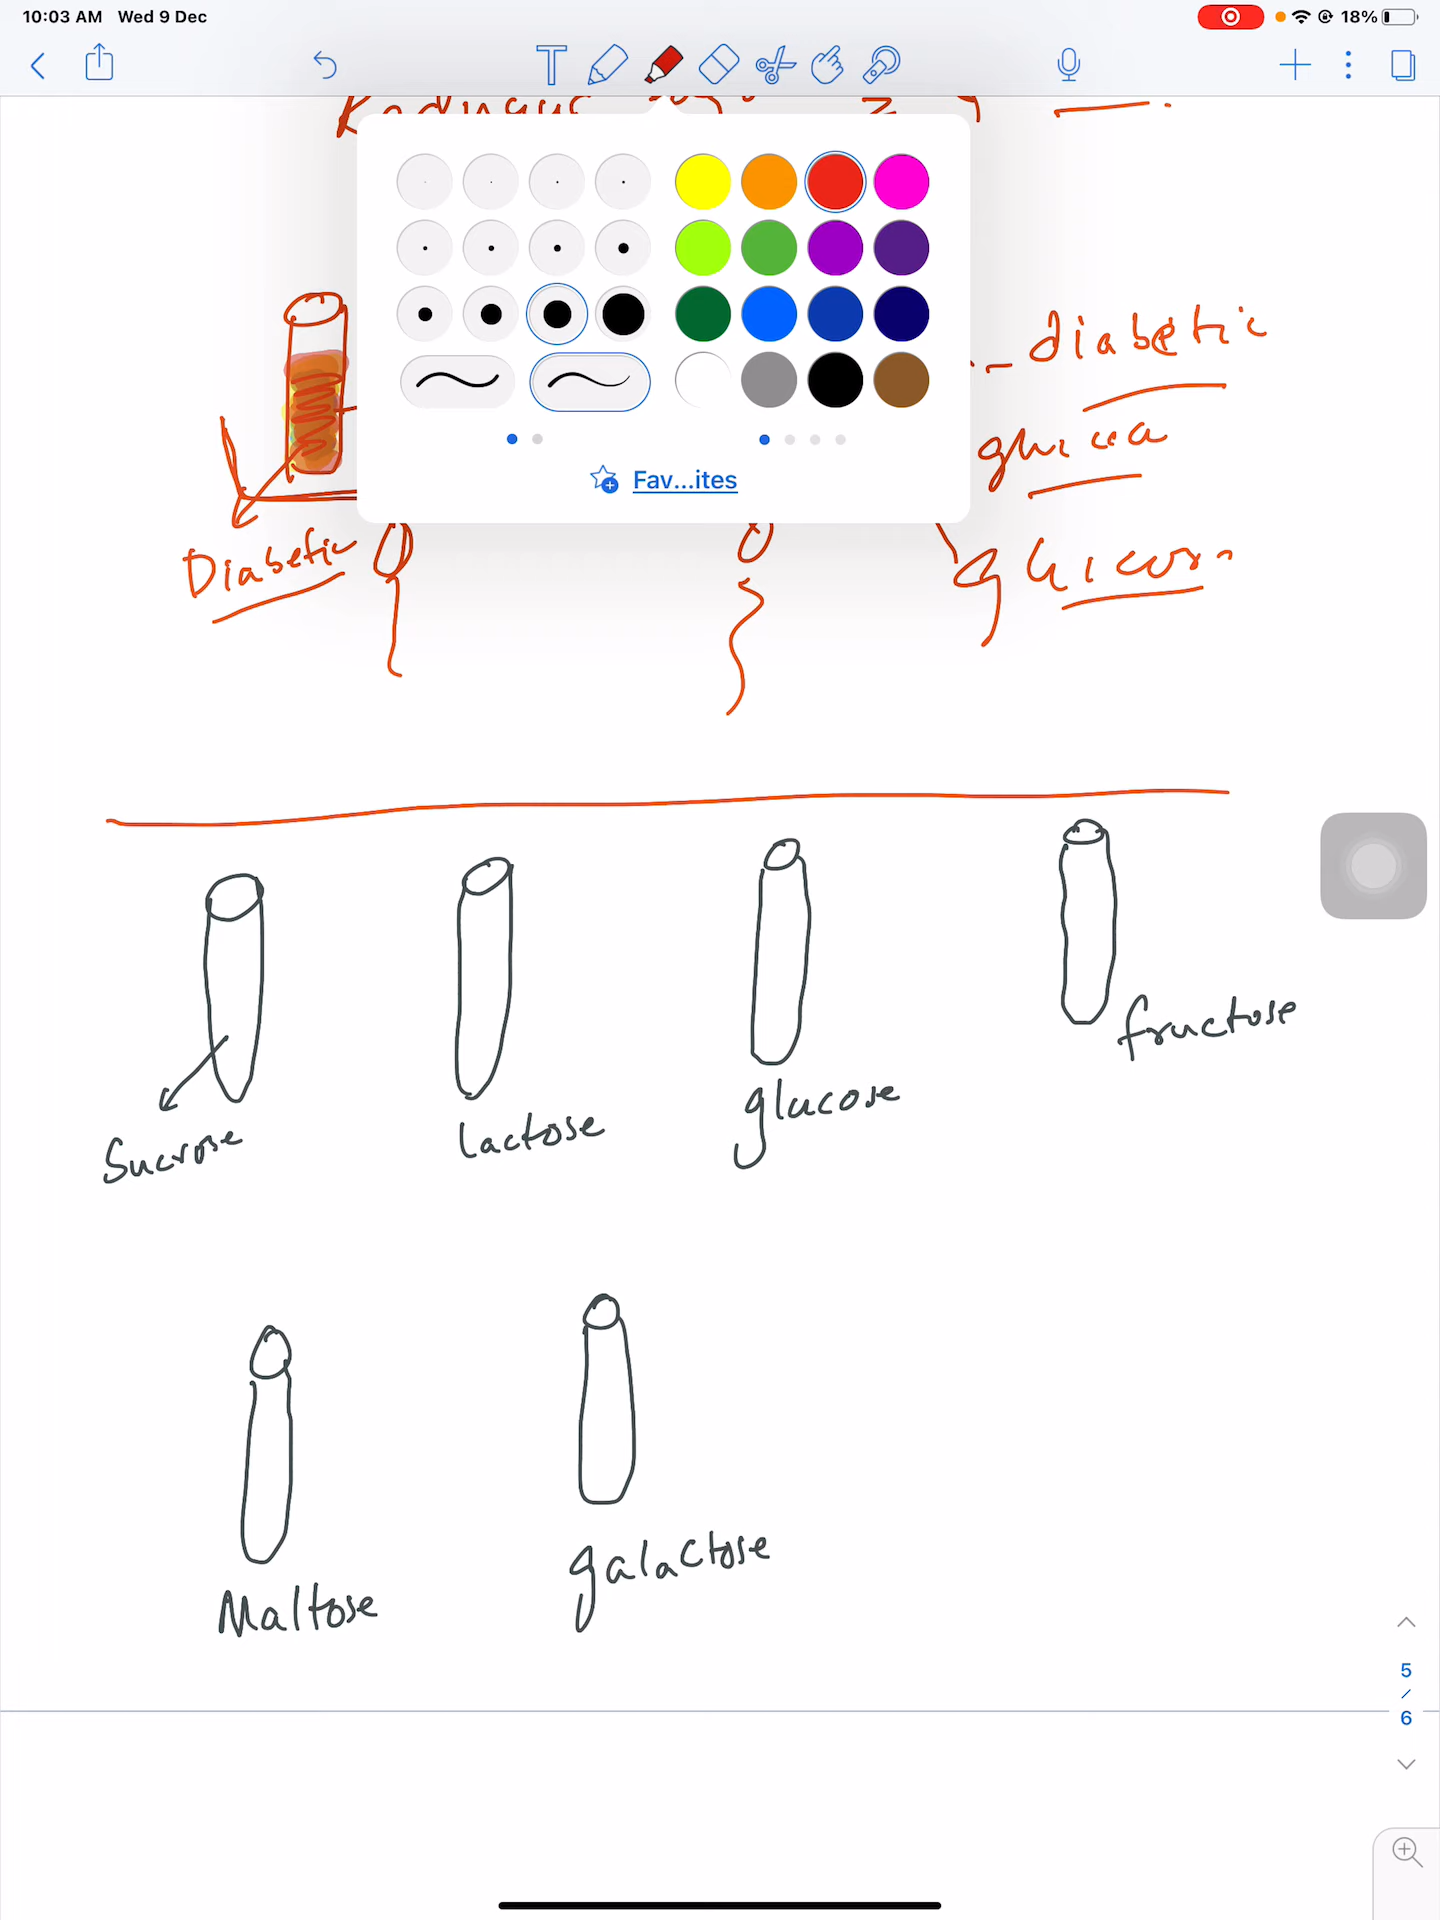 10:03 AM Wed 9 Dec
18%
T
Fav...ites
diabetic
Diabetic
Sucrose
lactose
glucose
fructose
Maltose
galactose
5
/
6